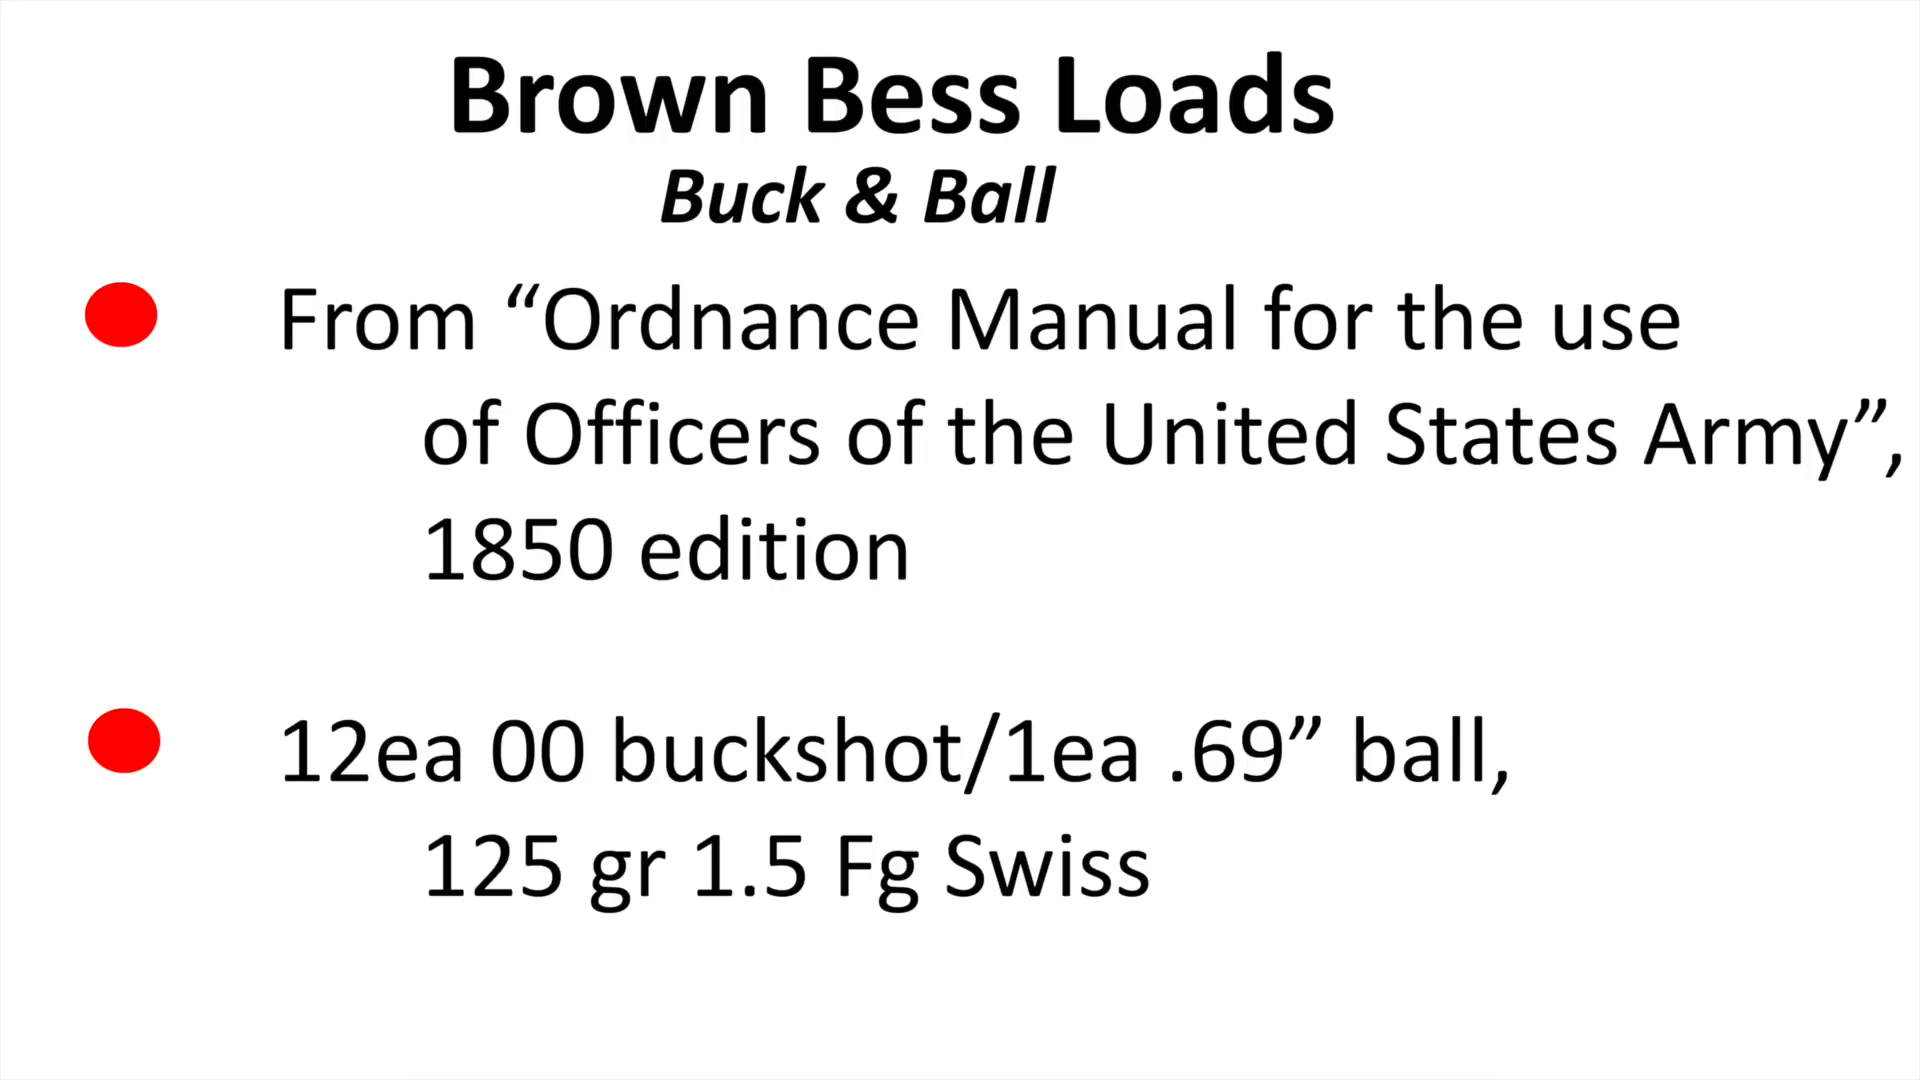 Brown Bess Loads
Buck & Ball
From “Ordnance Manual for the use
of Officers of the United States Army”,
1850 edition
12ea 00 buckshot/1ea .69” ball,
125 gr 1.5 Fg Swiss